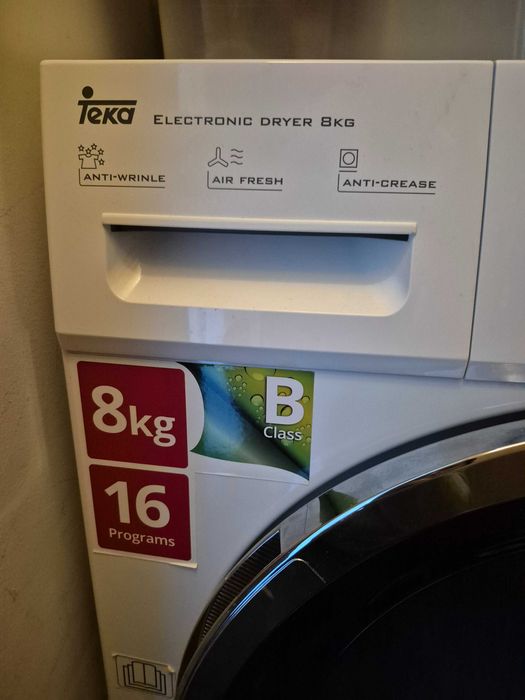 Teka ELECTRONIC DRYER 8KG
ANTI-WRINLE AIR FRESH ANTI-CREASE
8kg
B
Class
16
Programs